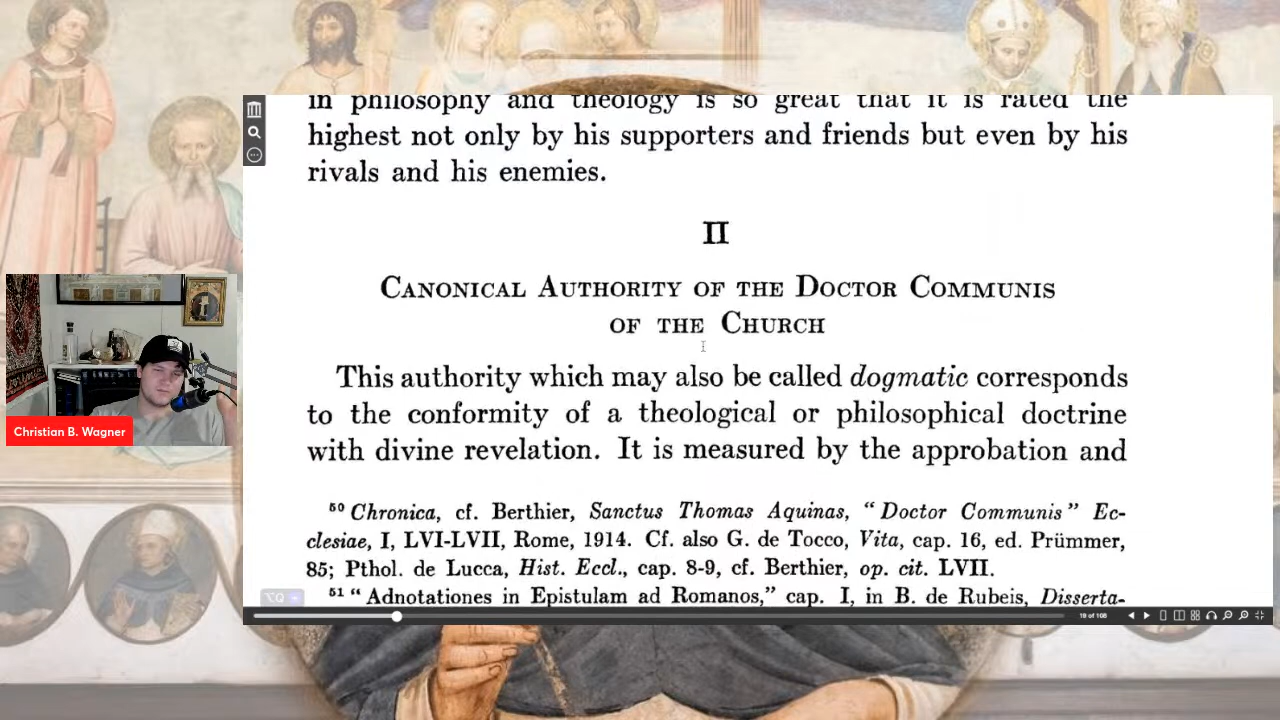 in philosophy and theology is so great that it is rated the
highest not only by his supporters and friends but even by his
rivals and his enemies.
II
CANONICAL AUTHORITY OF THE DOCTOR COMMUNIS
OF THE CHURCH
This authority which may also be called dogmatic corresponds
to the conformity of a theological or philosophical doctrine
with divine revelation. It is measured by the approbation and
⁵⁰ Chronica, cf. Berthier, Sanctus Thomas Aquinas, “Doctor Communis” Ec-
clesiae, I, LVI-LVII, Rome, 1914. Cf. also G. de Tocco, Vita, cap. 16, ed. Prümmer,
85; Pthol. de Lucca, Hist. Eccl., cap. 8-9, cf. Berthier, op. cit. LVII.
⁵¹ “Adnotationes in Epistulam ad Romanos,” cap. I, in B. de Rubeis, Disserta-
19 of 108
Christian B. Wagner